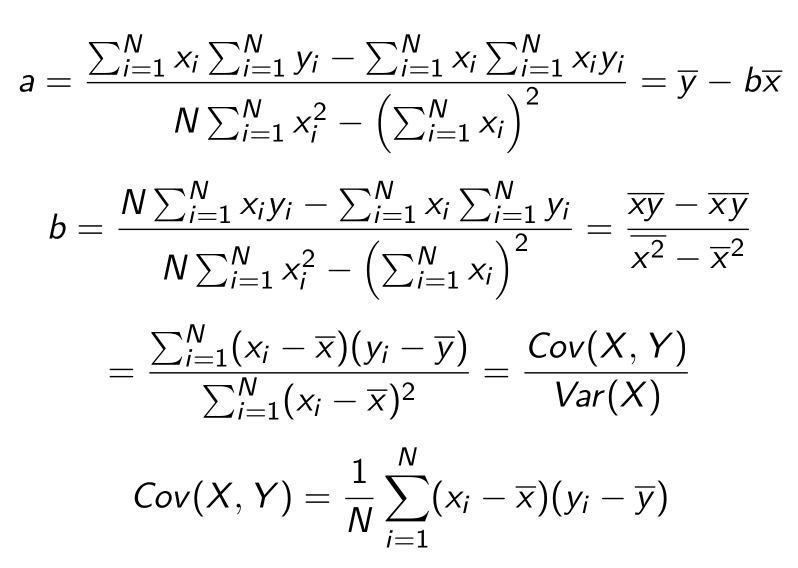 a = \frac{\sum_{i=1}^{N} x_i \sum_{i=1}^{N} y_i - \sum_{i=1}^{N} x_i \sum_{i=1}^{N} x_i y_i}{N \sum_{i=1}^{N} x_i^2 - \left(\sum_{i=1}^{N} x_i\right)^2} = \overline{y} - b\overline{x}
b = \frac{N \sum_{i=1}^{N} x_i y_i - \sum_{i=1}^{N} x_i \sum_{i=1}^{N} y_i}{N \sum_{i=1}^{N} x_i^2 - \left(\sum_{i=1}^{N} x_i\right)^2} = \frac{\overline{xy} - \overline{x}\overline{y}}{\overline{x^2} - \overline{x}^2}
= \frac{\sum_{i=1}^{N} (x_i - \overline{x})(y_i - \overline{y})}{\sum_{i=1}^{N} (x_i - \overline{x})^2} = \frac{Cov(X, Y)}{Var(X)}
Cov(X, Y) = \frac{1}{N} \sum_{i=1}^{N} (x_i - \overline{x})(y_i - \overline{y})